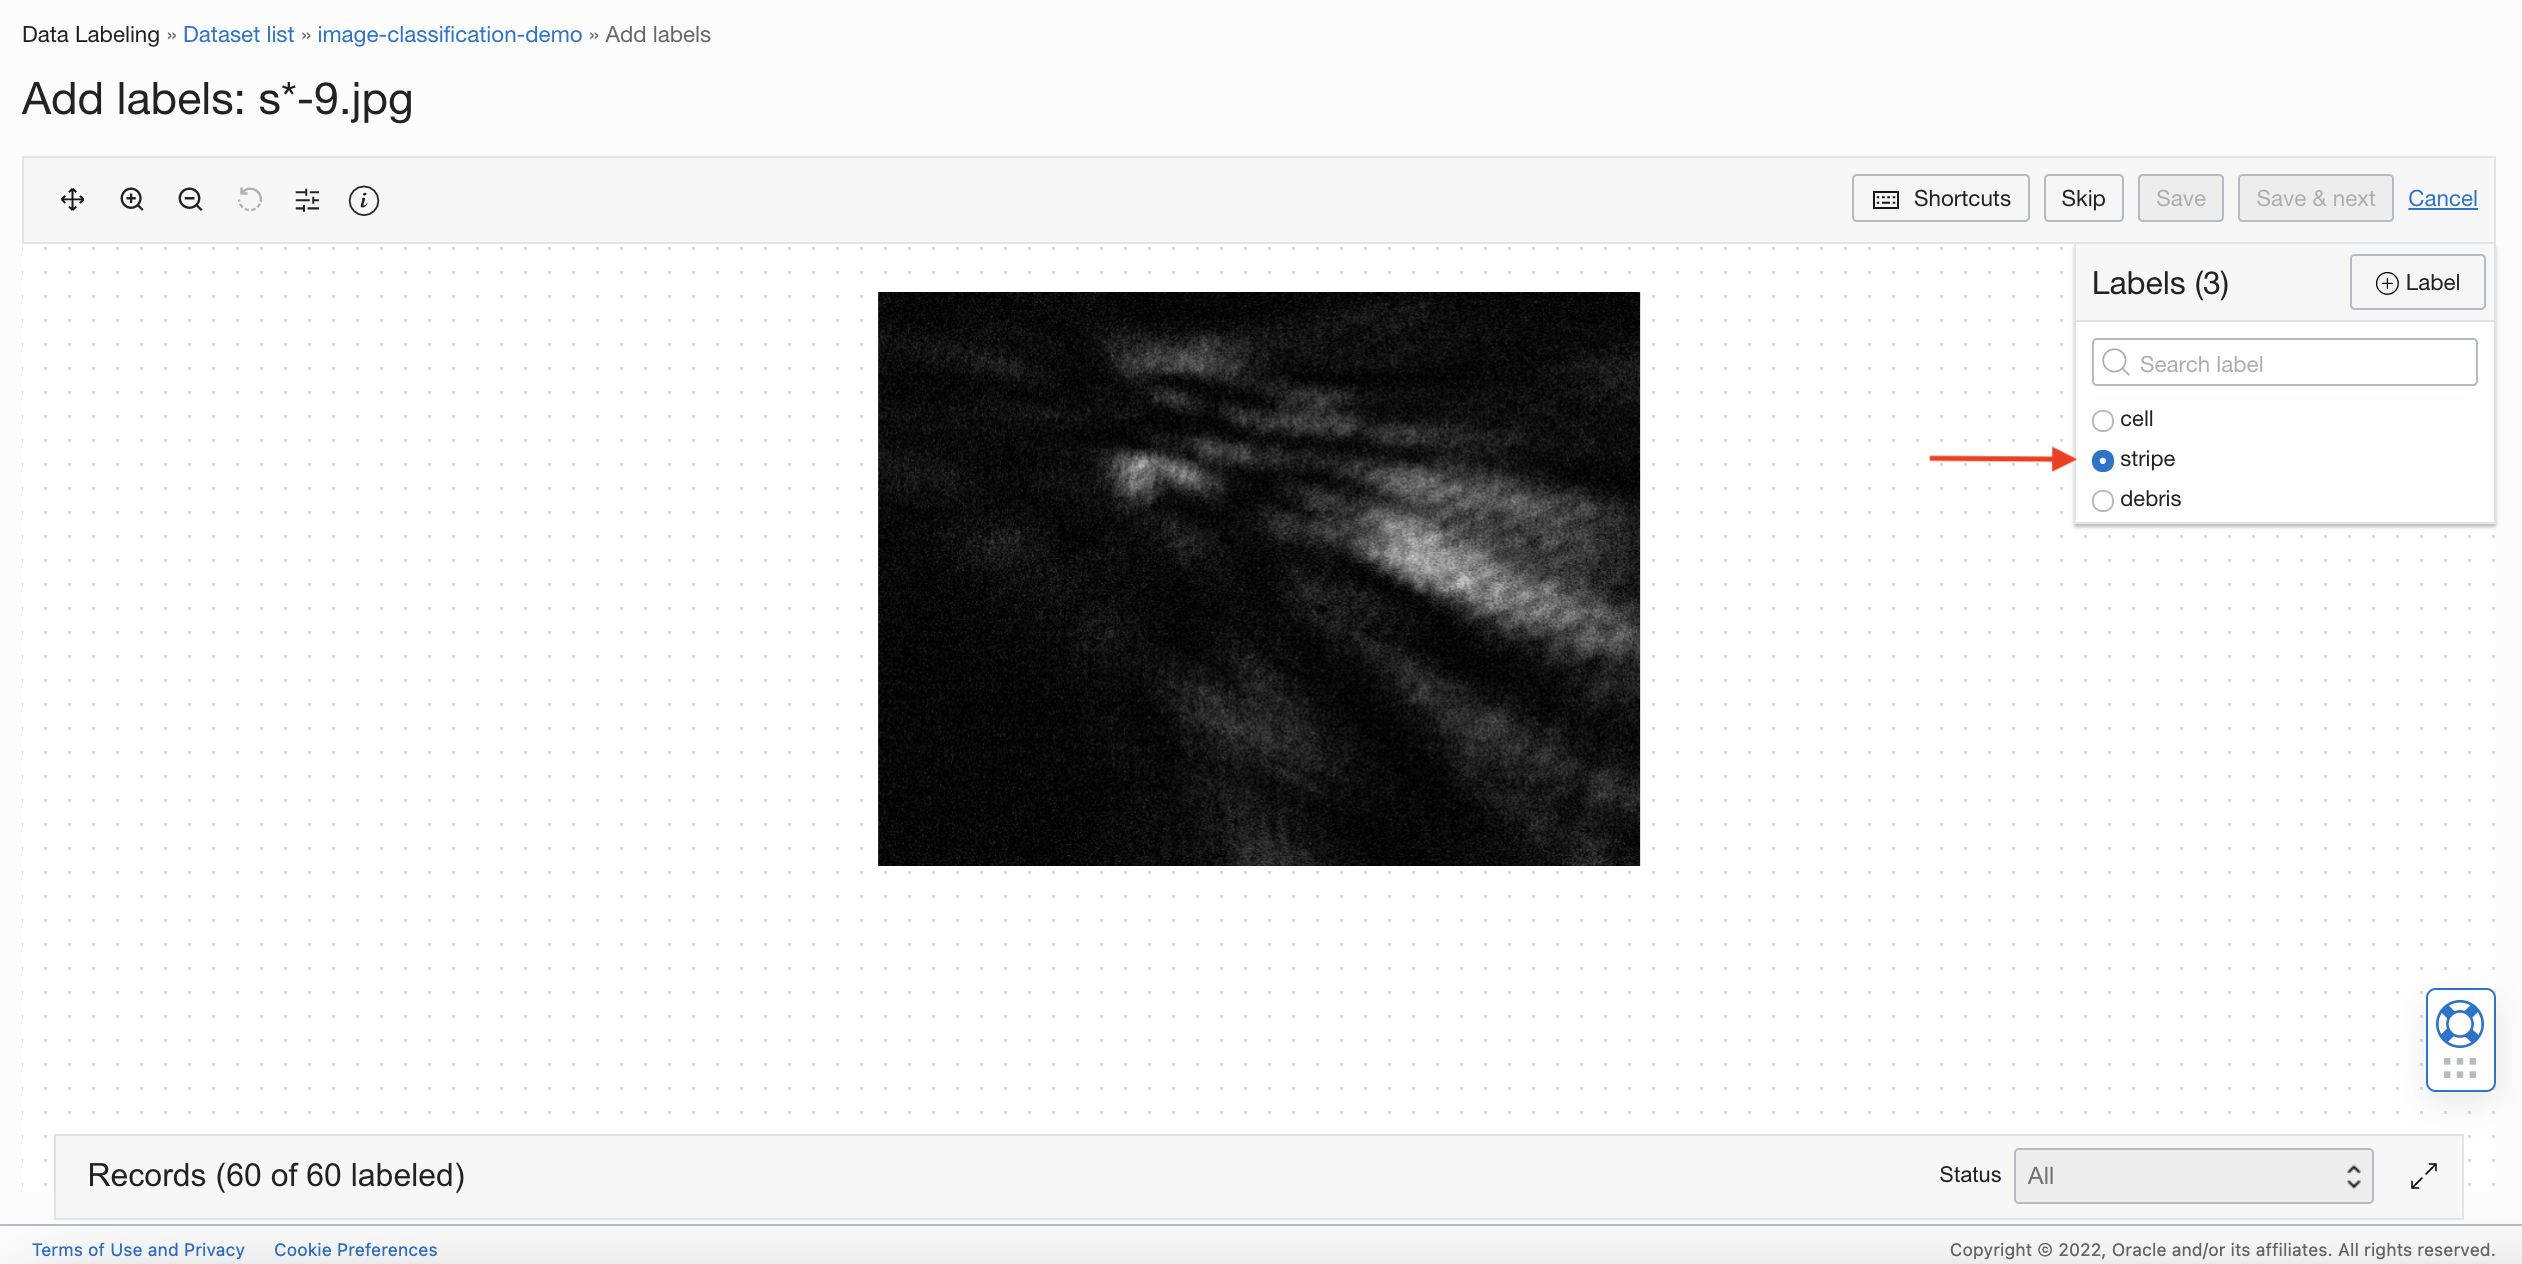 Data Labeling » Dataset list » image-classification-demo » Add labels
Add labels: s*-9.jpg
Shortcuts Skip Save Save & next Cancel
Labels (3) Label
Search label
cell
stripe
debris
Records (60 of 60 labeled) Status All
Terms of Use and Privacy Cookie Preferences Copyright © 2022, Oracle and/or its affiliates. All rights reserved.